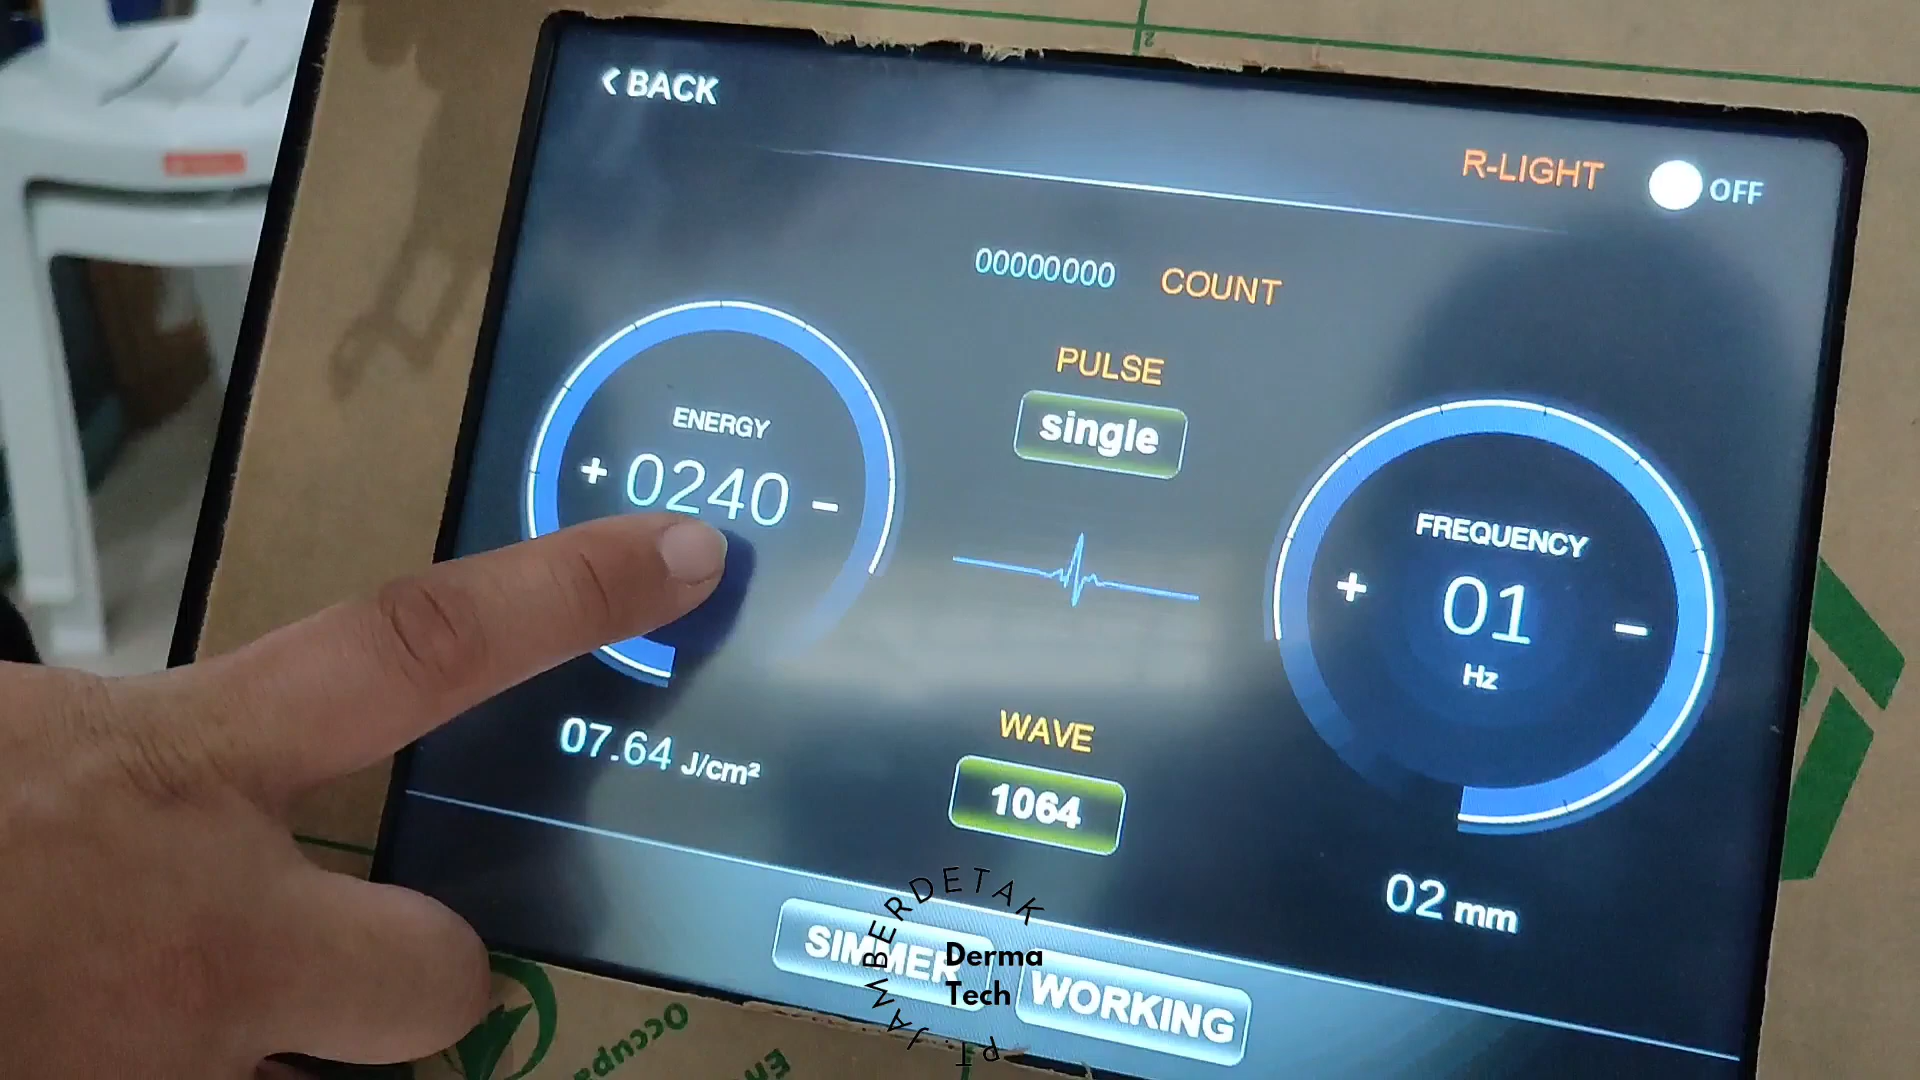 < BACK
R-LIGHT OFF
00000000 COUNT
PULSE
single
ENERGY
+ 0240 -
FREQUENCY
+ 01 -
Hz
07.64 J/cm²
WAVE
1064
02 mm
SIMMER
WORKING
PT. JAMBERDETAK
Derma
Tech